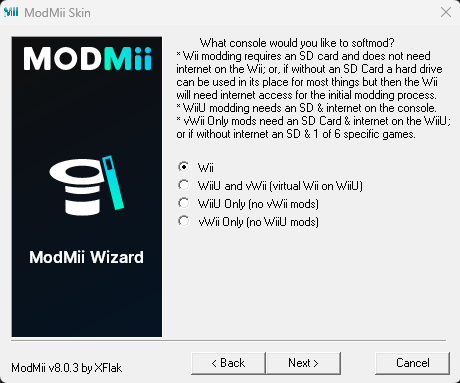 ModMii Skin
MODMii
ModMii Wizard
What console would you like to softmod?
* Wii modding requires an SD card and does not need
internet on the Wii; or, if without an SD Card a hard drive
can be used in its place for most things but then the Wii
will need internet access for the initial modding process.
* WiiU modding needs an SD & internet on the console.
* vWii Only mods need an SD Card & internet on the WiiU;
or if without internet an SD & 1 of 6 specific games.
Wii
WiiU and vWii (virtual Wii on WiiU)
WiiU Only (no vWii mods)
vWii Only (no WiiU mods)
ModMii v8.0.3 by XFlak
< Back
Next >
Cancel